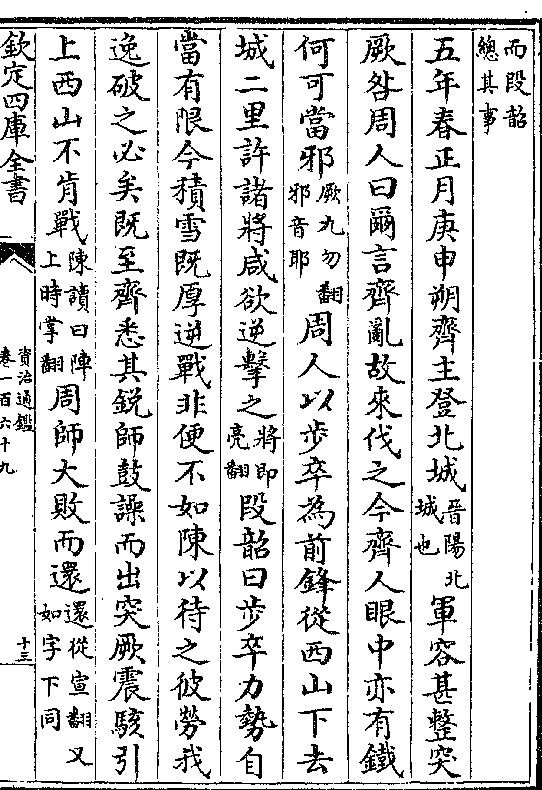 而段韶
總其事
五年春正月庚申朔齊主登北城晉陽北城也軍容甚整突
厥咎周人曰爾言齊亂故來伐之今齊人眼中亦有鐵
何可當邪厥九勿翻邪音耶周人以步卒為前鋒從西山下去
城二里許諸將咸欲逆擊之將即亮翻段韶曰步卒力勢自
當有限今積雪既厚逆戰非便不如陳以待之彼勞我
逸破之必矣既至齊悉其銳師鼓譟而出突厥震駭引
上西山不肯戰陳讀曰陣上時掌翻周師大敗而還還從宣翻又如字下同
欽定四庫全書
資治通鑑
卷一百六十九
十三